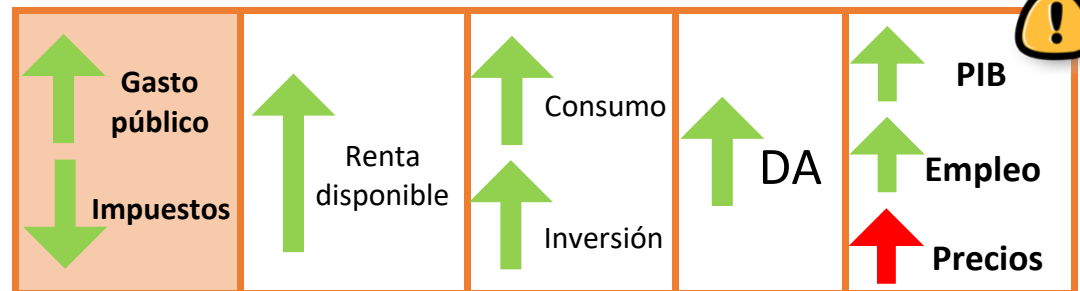 Gasto
público
Impuestos
Renta
disponible
Consumo
Inversión
DA
PIB
Empleo
Precios